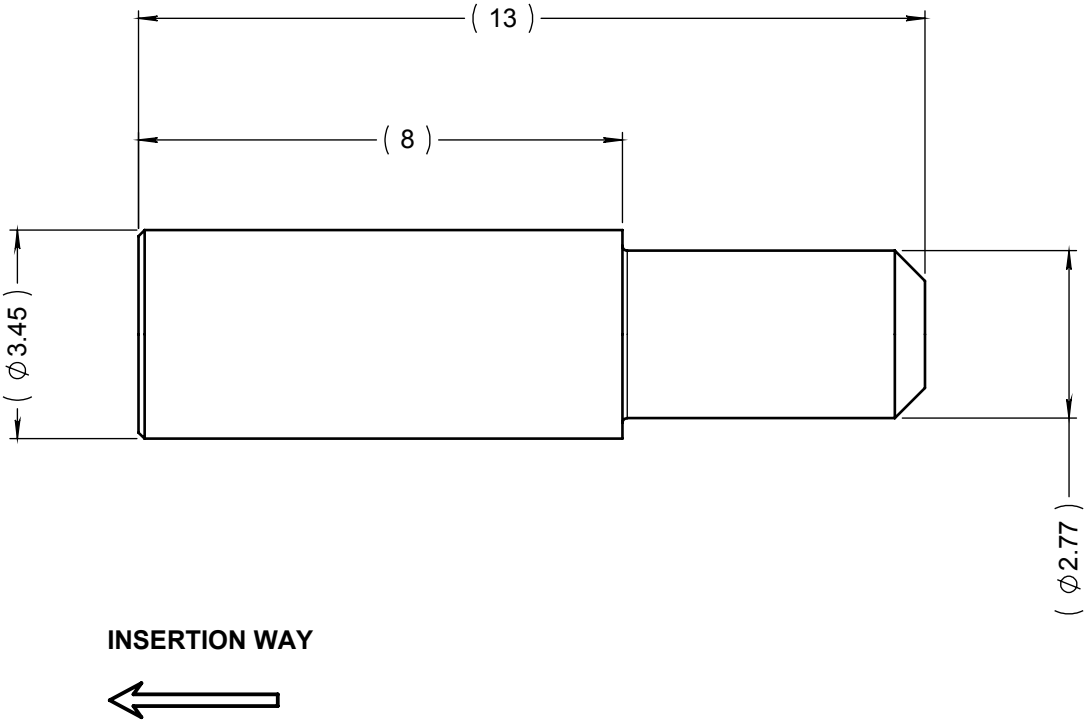 ( 13 )
( 8 )
( ⌀3.45 )
( ⌀2.77 )
INSERTION WAY